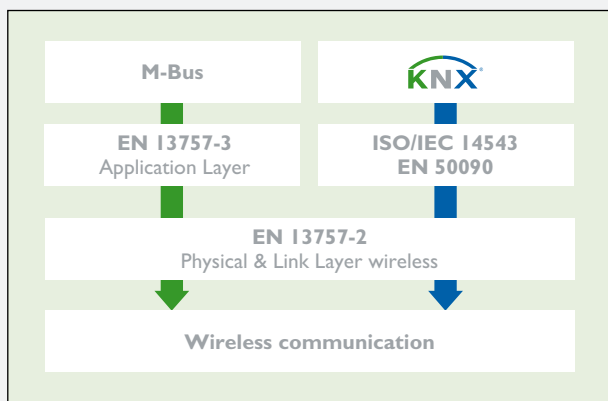 M-Bus
KNX®
EN 13757-3
Application Layer
ISO/IEC 14543
EN 50090
EN 13757-2
Physical & Link Layer wireless
Wireless communication